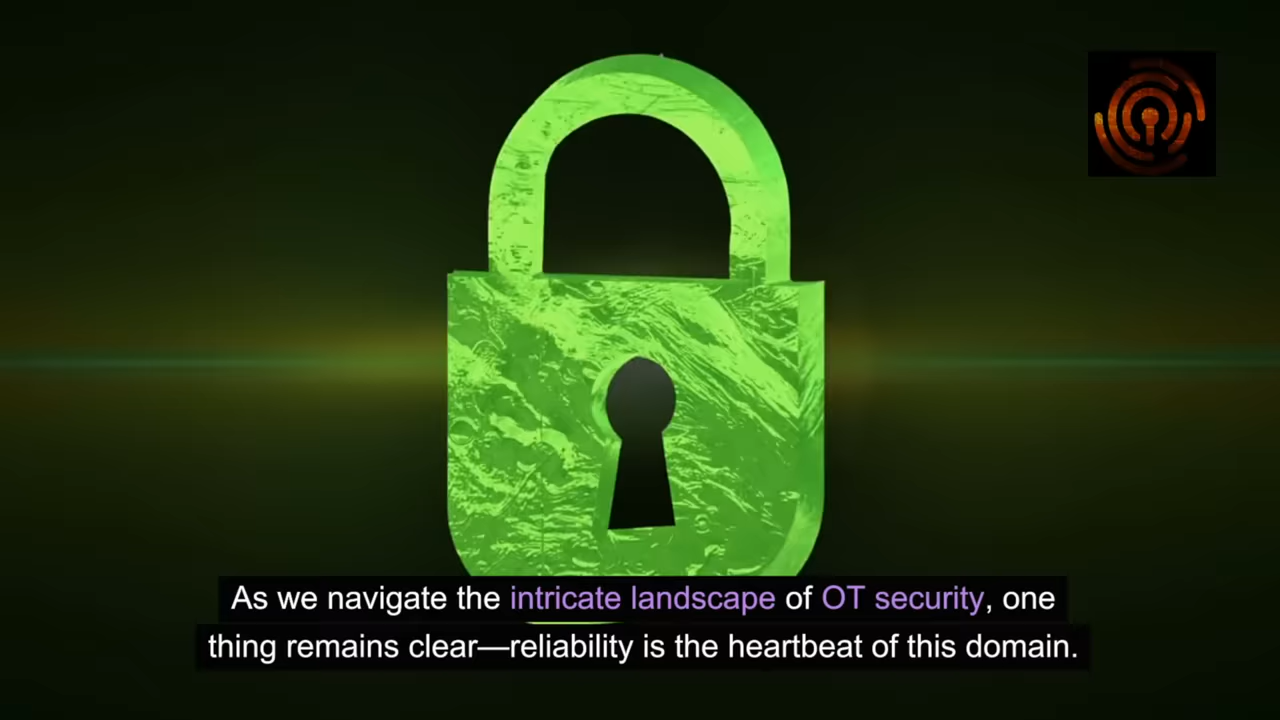 As we navigate the intricate landscape of OT security, one
thing remains clear—reliability is the heartbeat of this domain.